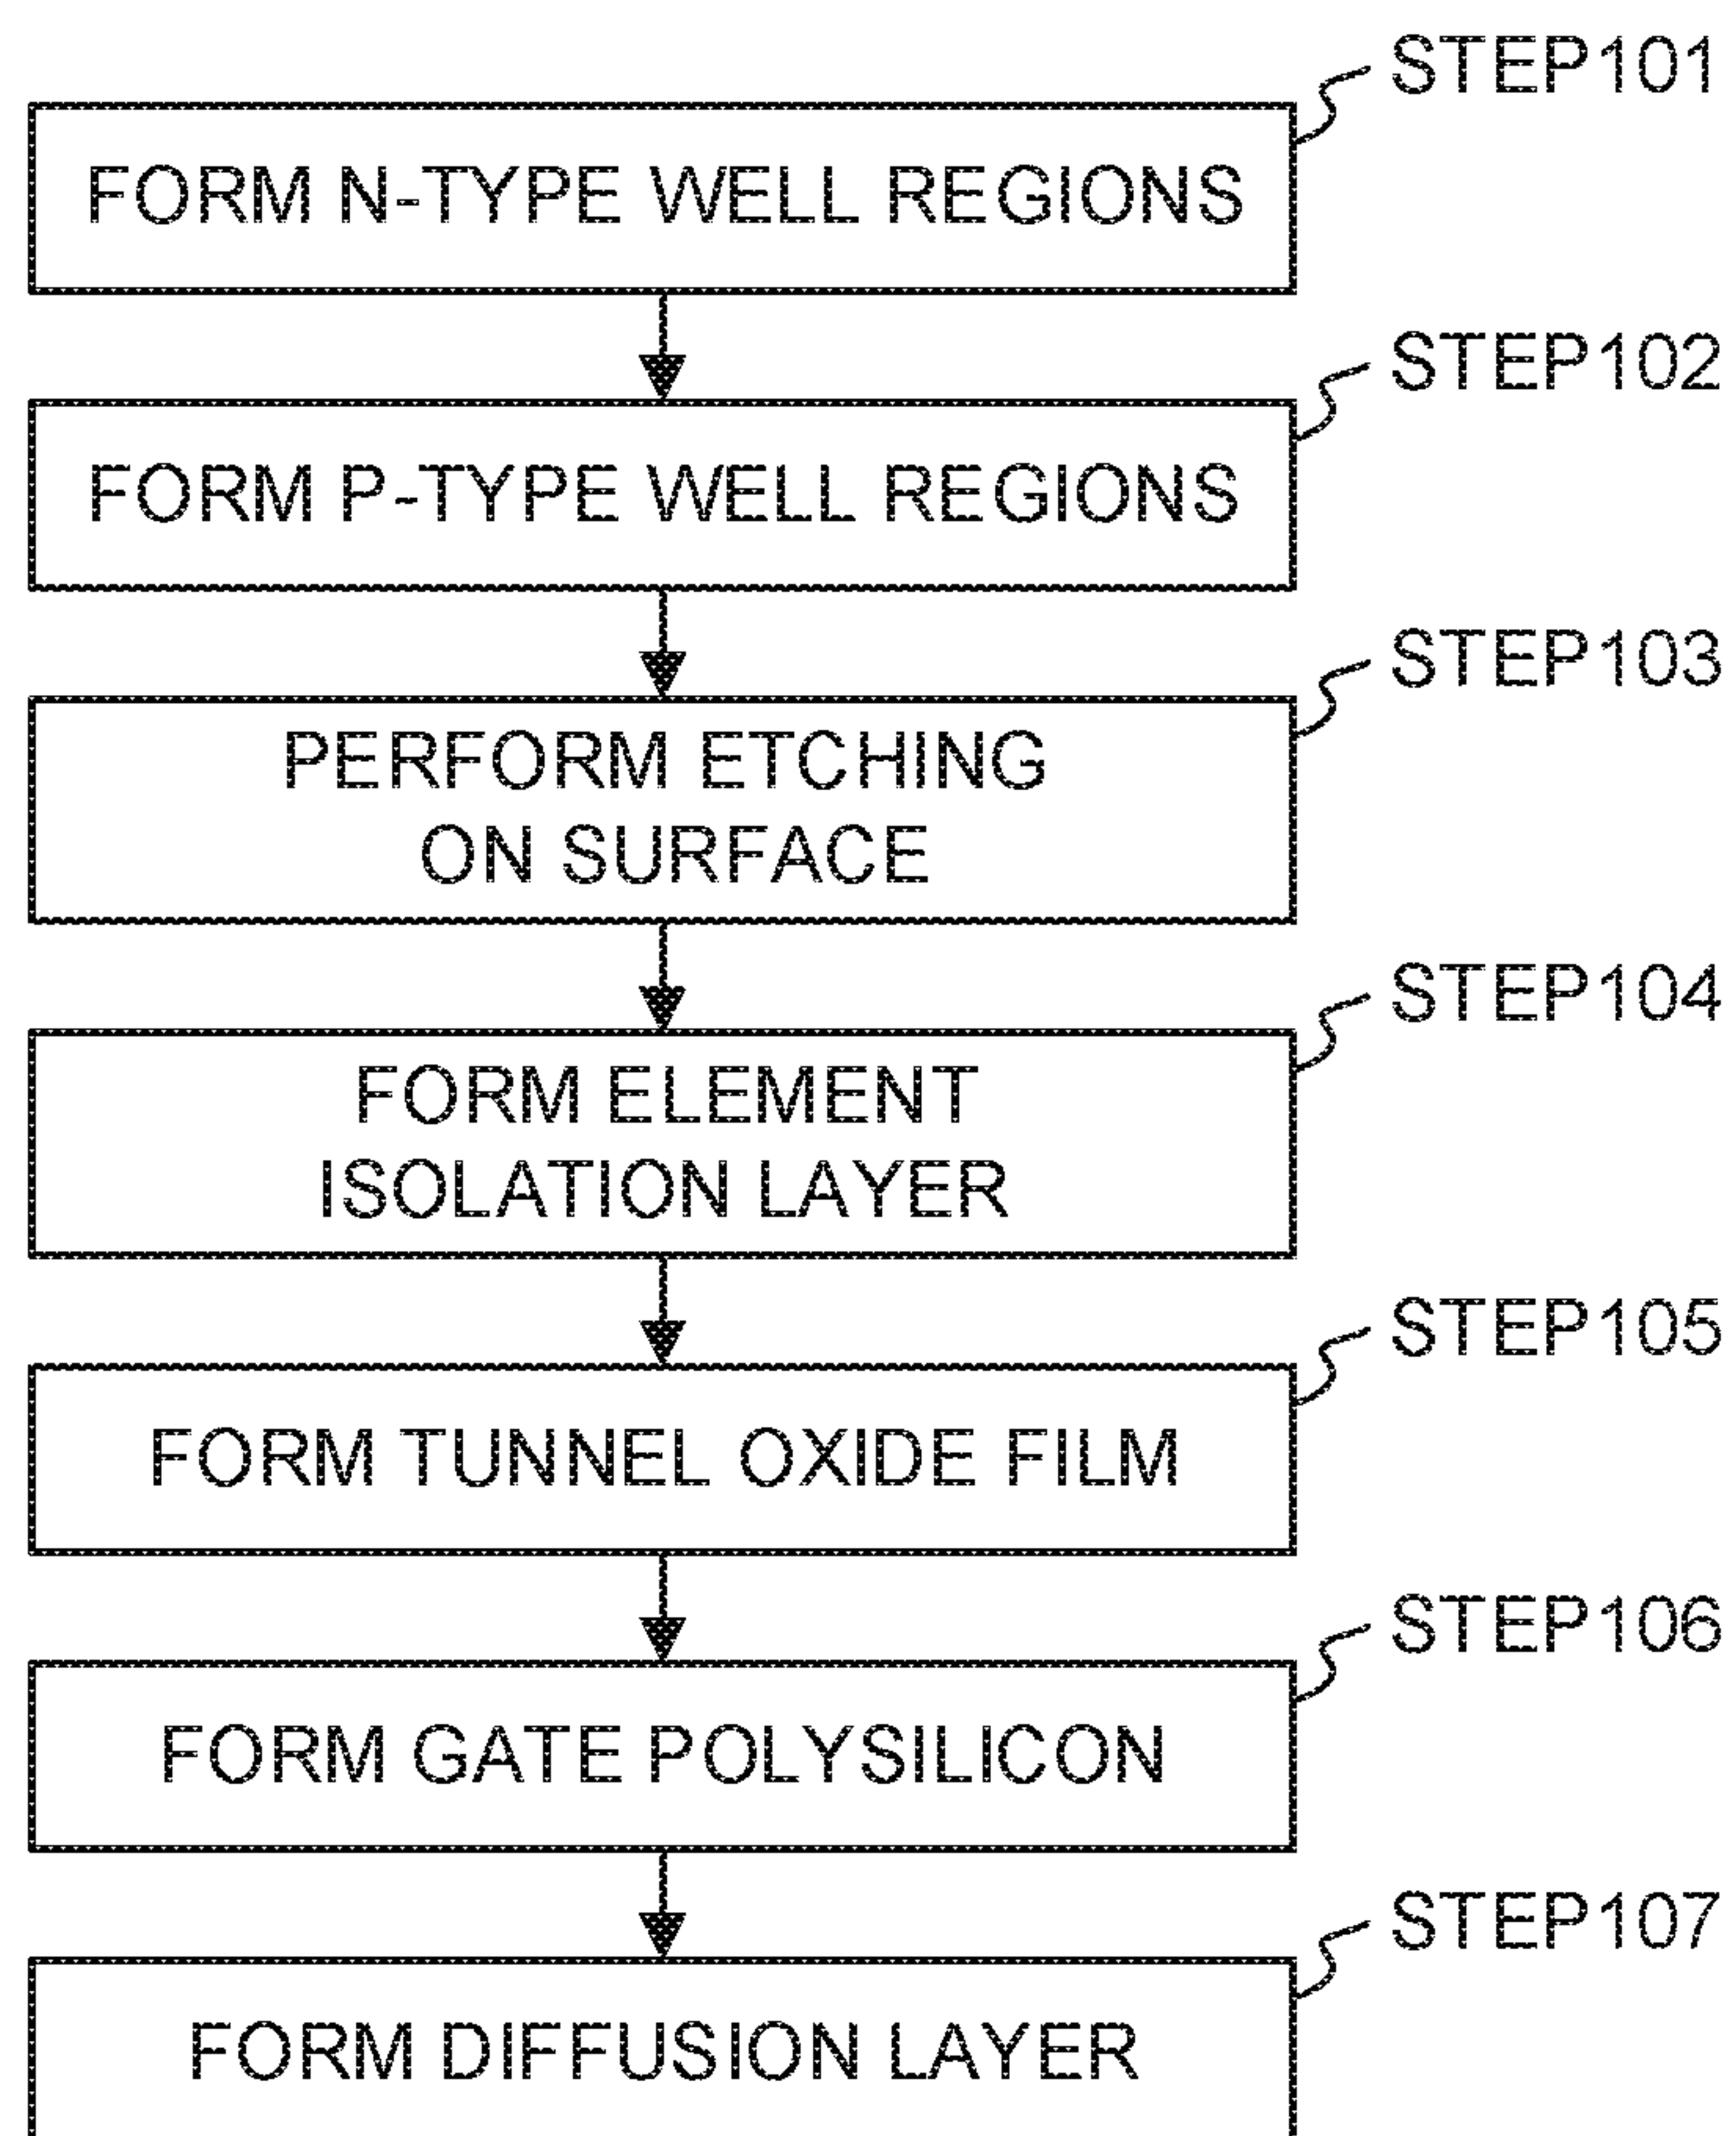 STEP101
FORM N-TYPE WELL REGIONS
STEP102
FORM P-TYPE WELL REGIONS
STEP103
PERFORM ETCHING
ON SURFACE
STEP104
FORM ELEMENT
ISOLATION LAYER
STEP105
FORM TUNNEL OXIDE FILM
STEP106
FORM GATE POLYSILICON
STEP107
FORM DIFFUSION LAYER